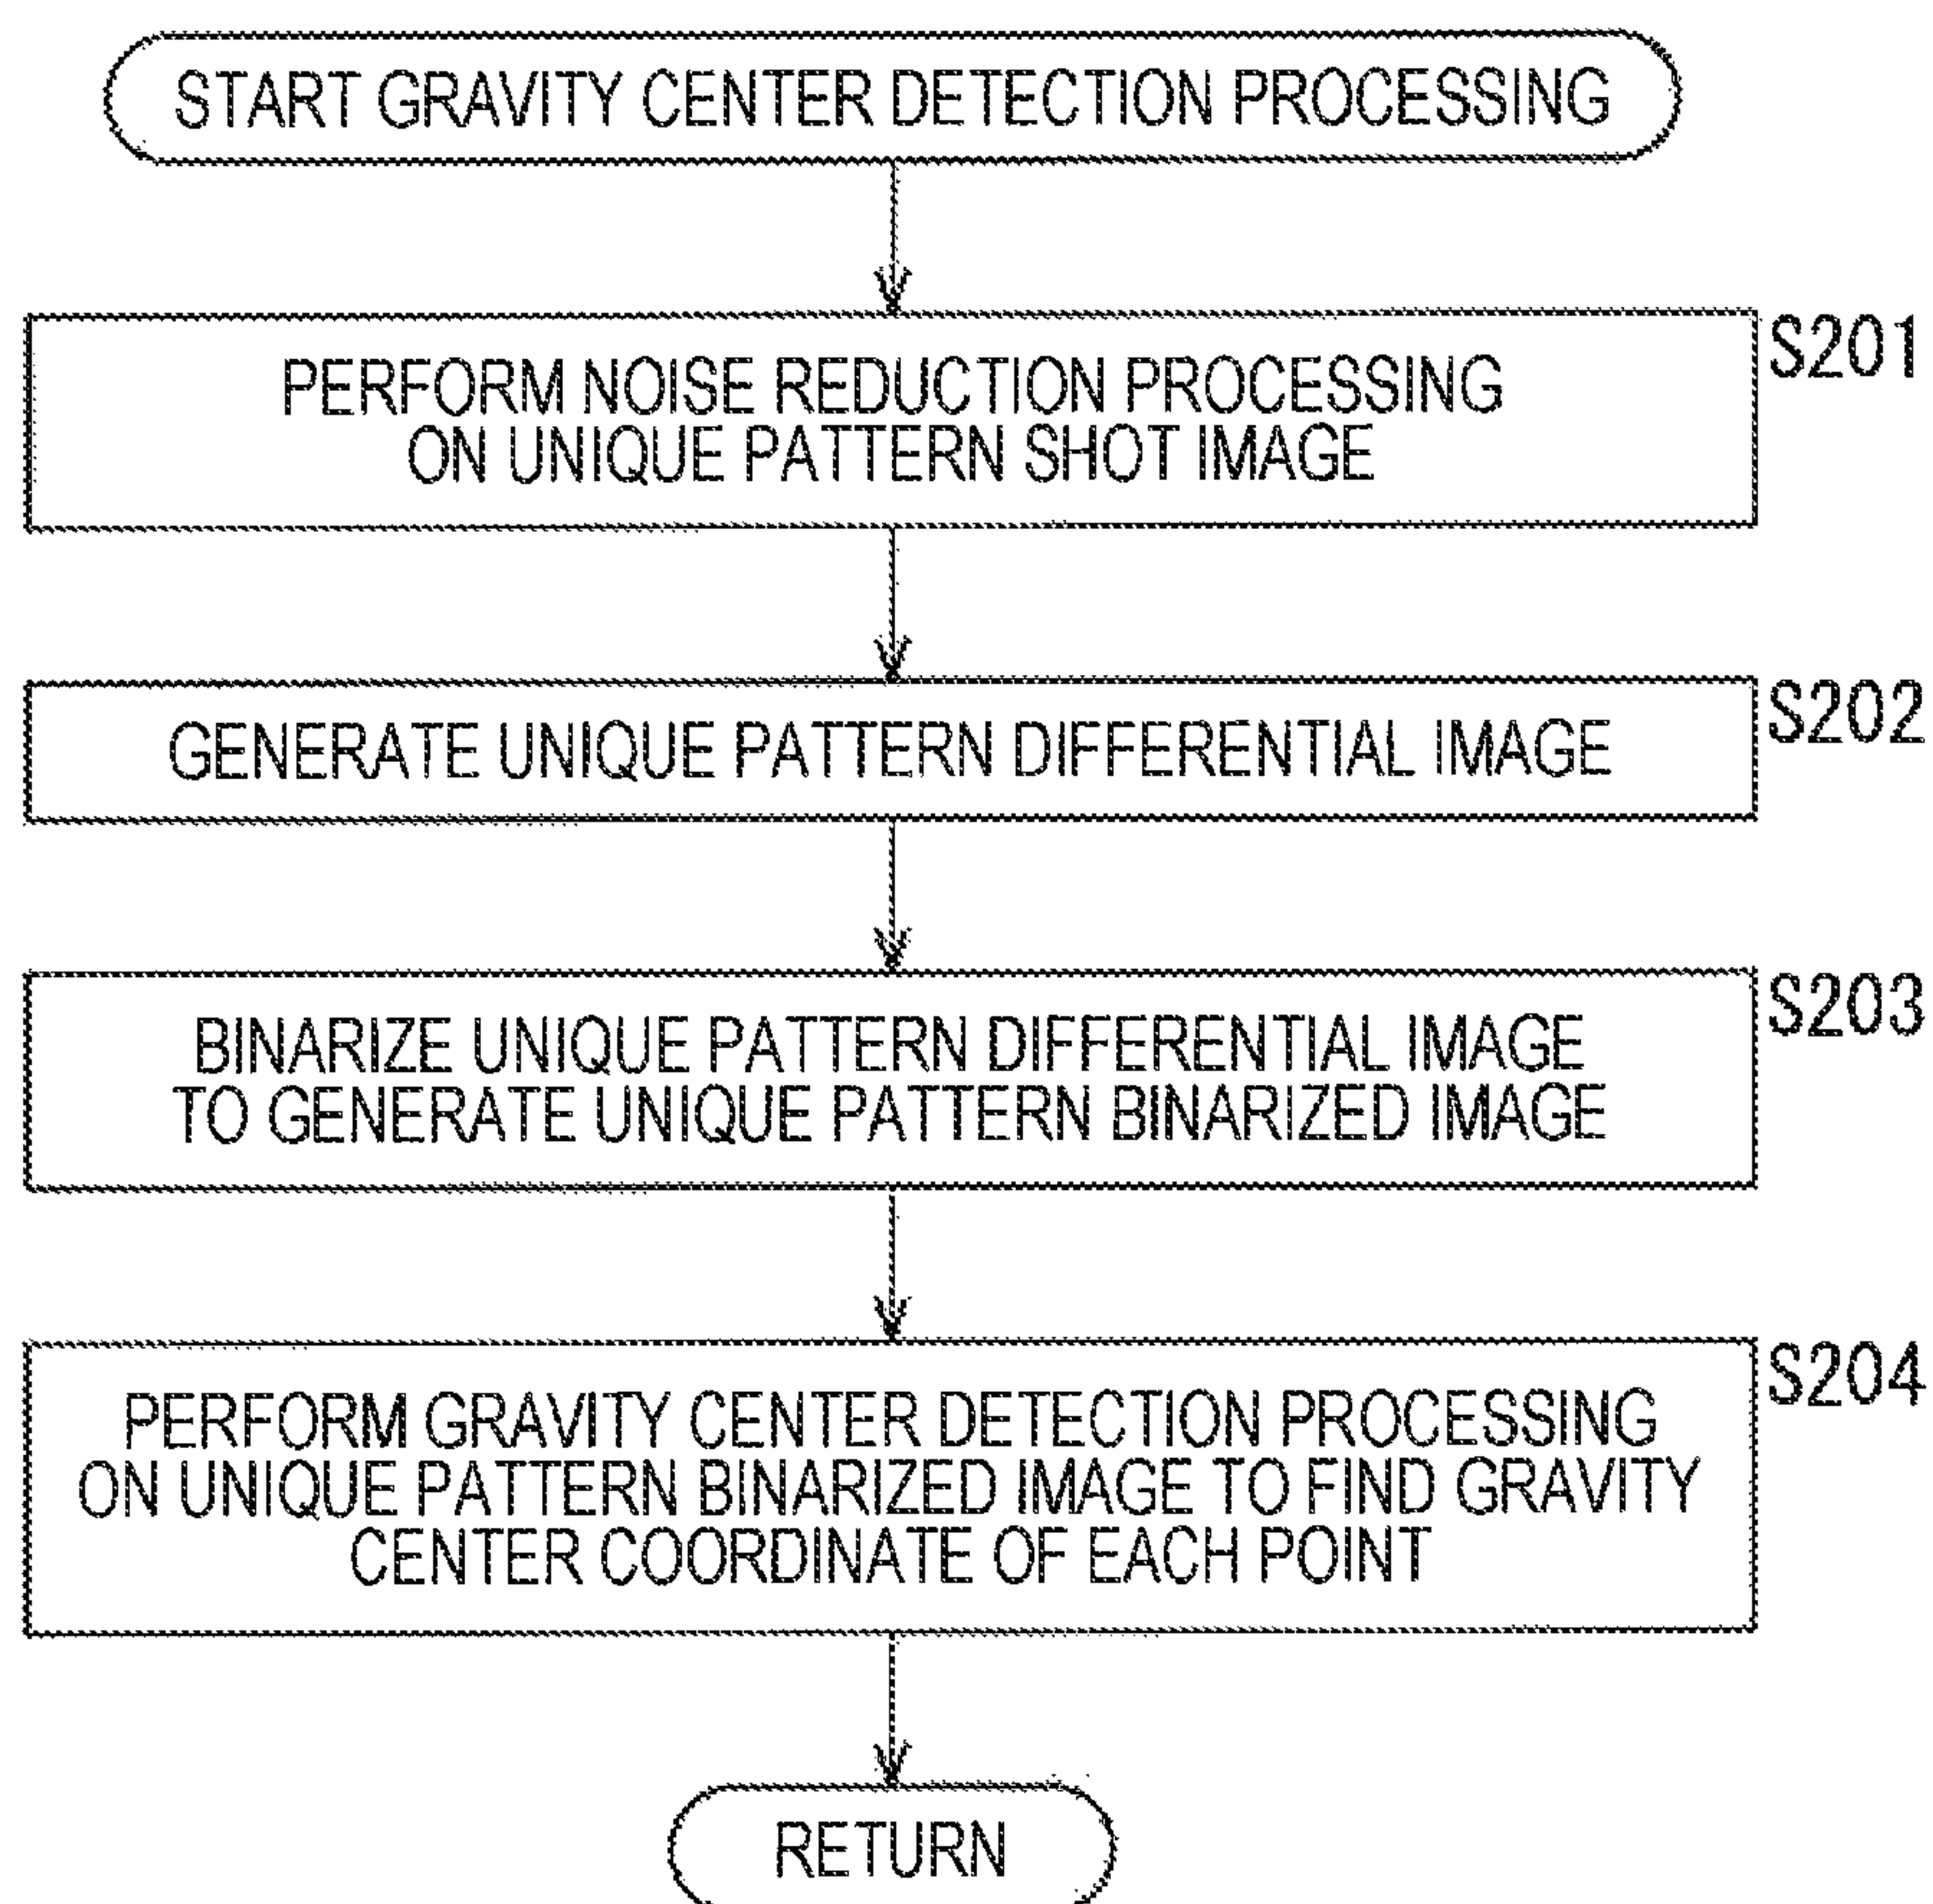 START GRAVITY CENTER DETECTION PROCESSING
PERFORM NOISE REDUCTION PROCESSING
ON UNIQUE PATTERN SHOT IMAGE
S201
GENERATE UNIQUE PATTERN DIFFERENTIAL IMAGE
S202
BINARIZE UNIQUE PATTERN DIFFERENTIAL IMAGE
TO GENERATE UNIQUE PATTERN BINARIZED IMAGE
S203
PERFORM GRAVITY CENTER DETECTION PROCESSING
ON UNIQUE PATTERN BINARIZED IMAGE TO FIND GRAVITY
CENTER COORDINATE OF EACH POINT
S204
RETURN